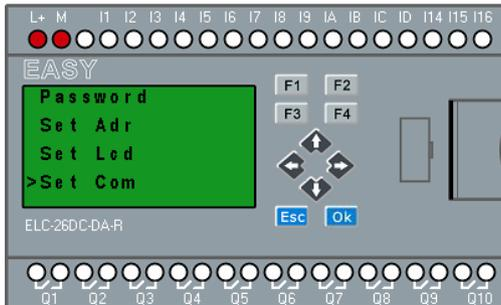 L+ M I1 I2 I3 I4 I5 I6 I7 I8 I9 IA IB IC ID I14 I15 I16
EASY
Password
Set Adr
Set Lcd
>Set Com
F1 F2
F3 F4
Esc Ok
ELC-26DC-DA-R
Q1 Q2 Q3 Q4 Q5 Q6 Q7 Q8 Q9 Q10